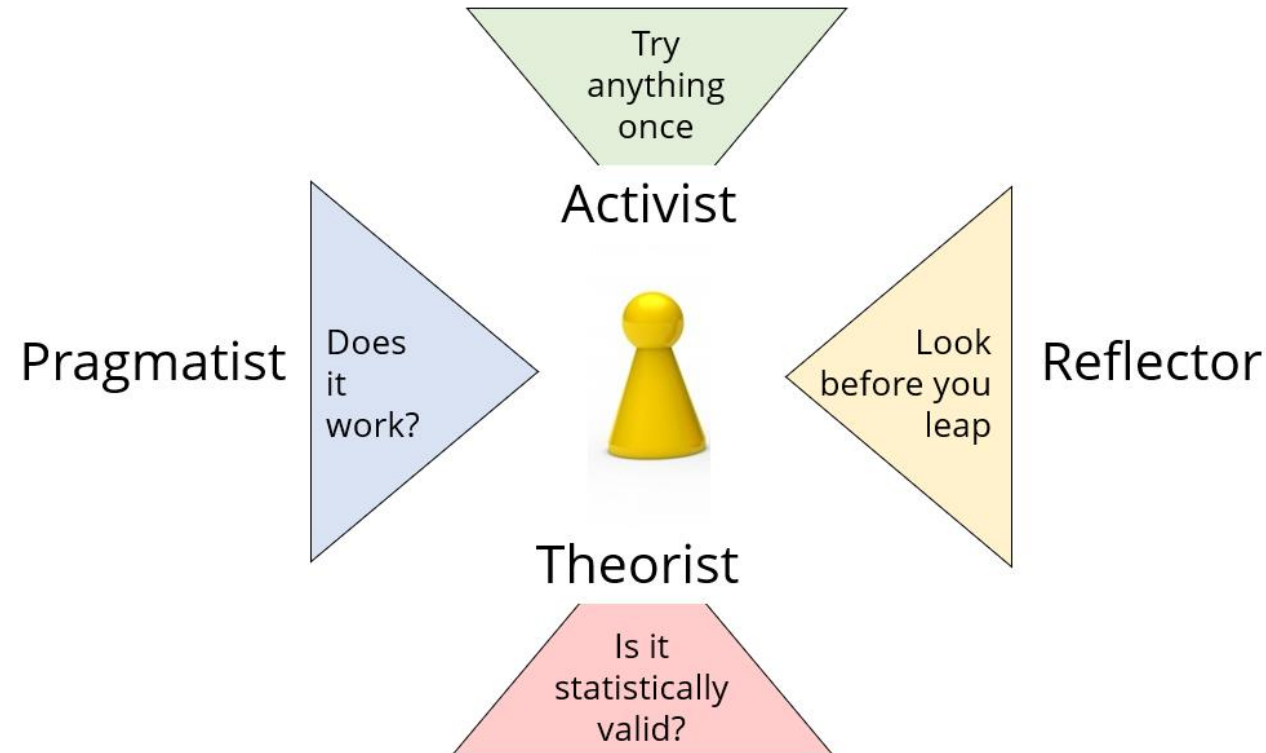 Try
anything
once
Activist
Pragmatist
Does
it
work?
Look
before you
leap
Reflector
Theorist
Is it
statistically
valid?